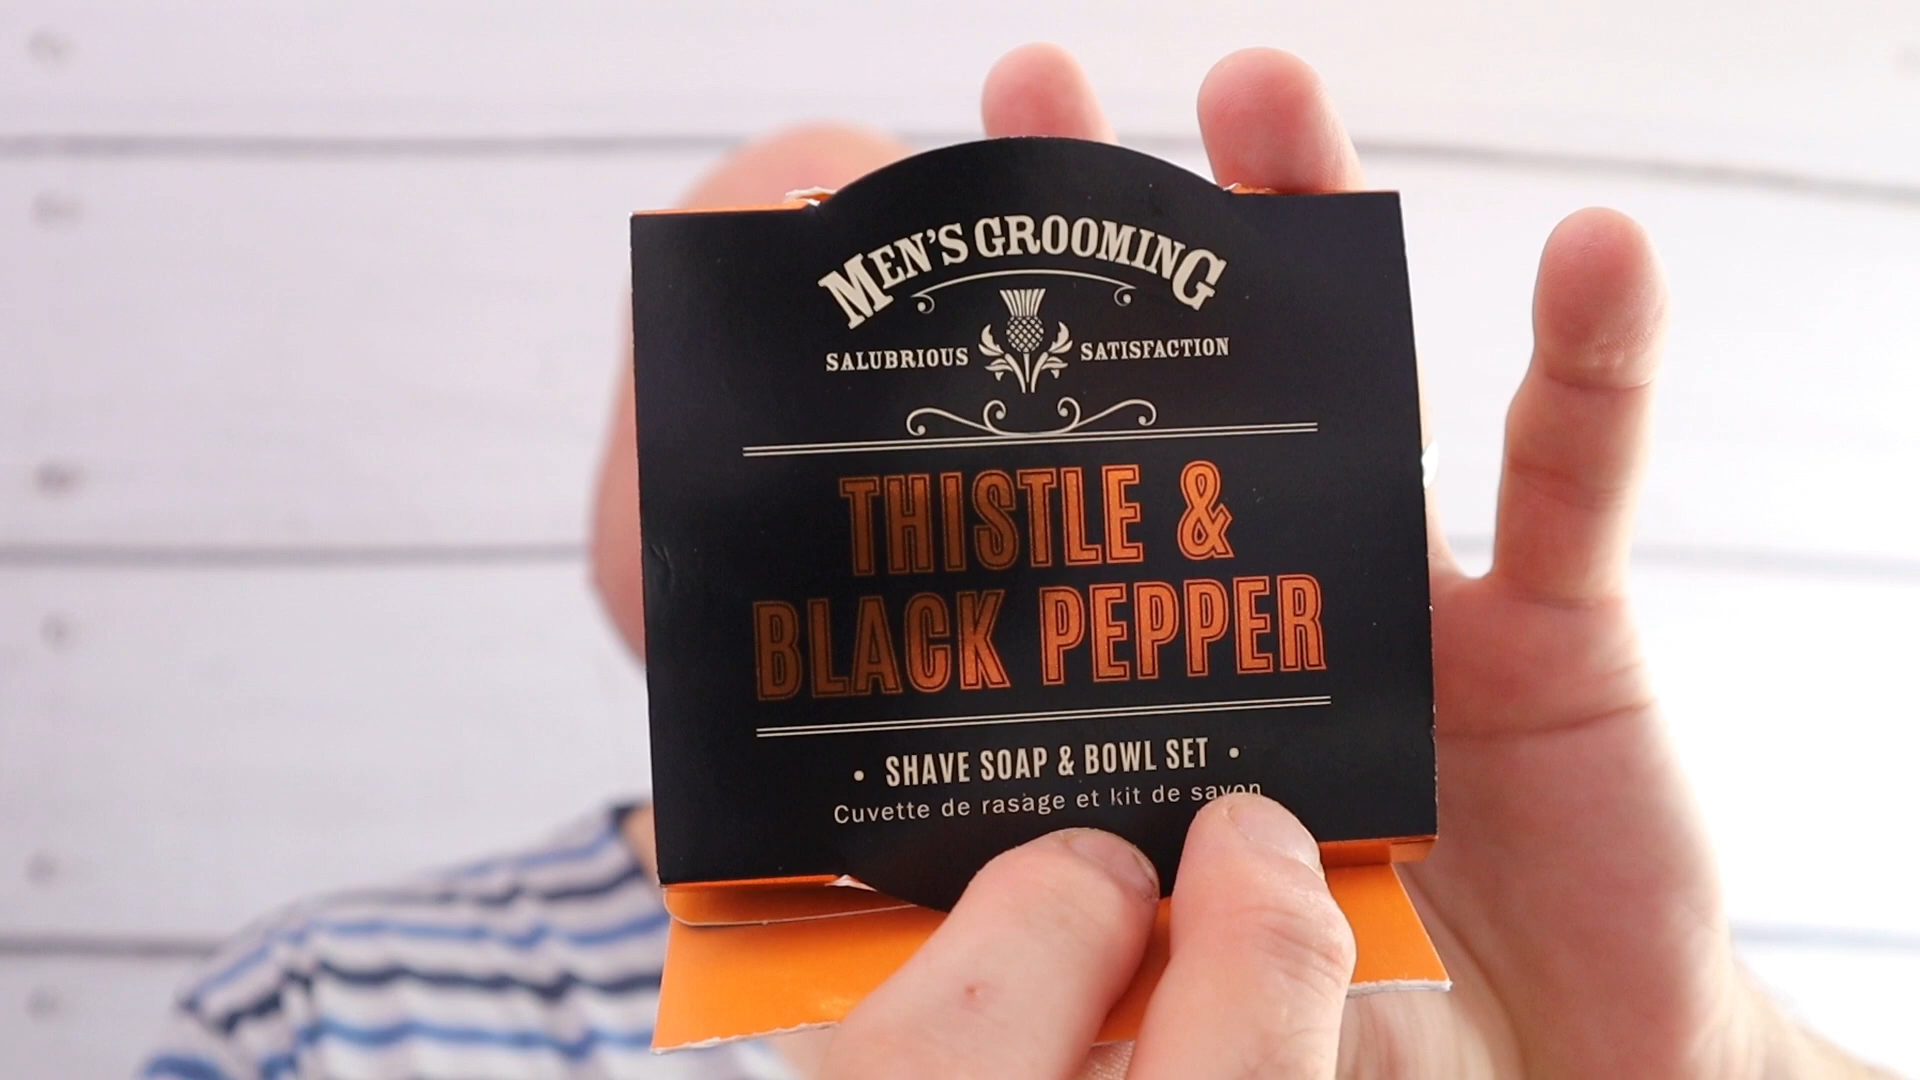 MEN'S GROOMING
SALUBRIOUS SATISFACTION
THISTLE &
BLACK PEPPER
• SHAVE SOAP & BOWL SET •
Cuvette de rasage et kit de savon